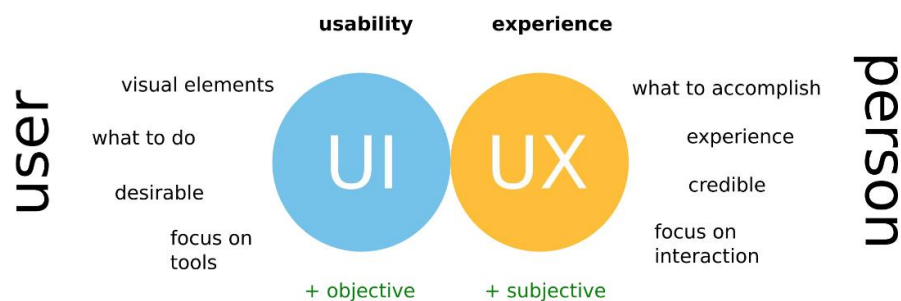 usability
experience
user
visual elements
what to do
desirable
focus on
tools
UI
UX
what to accomplish
experience
credible
focus on
interaction
person
+ objective
+ subjective